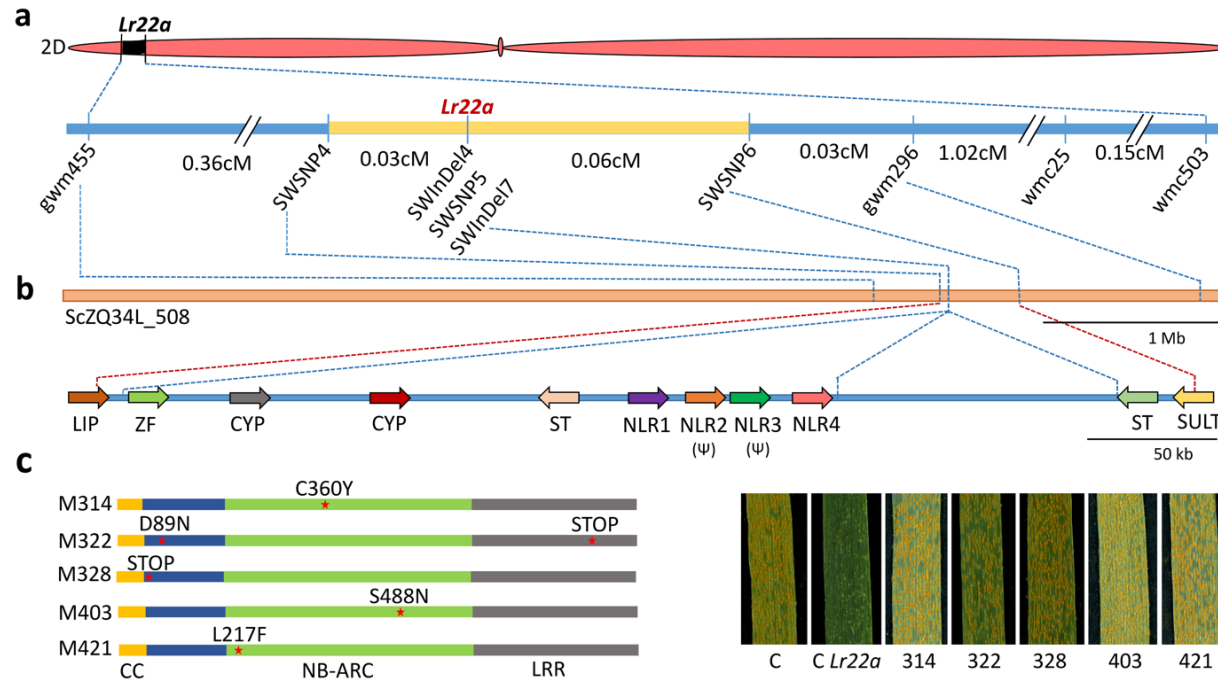 a
Lr22a
2D
Lr22a
0.36cM
0.03cM
0.06cM
0.03cM
1.02cM
0.15cM
gwm455
SWSNP4
SWInDel4
SWSNP5
SWInDel7
SWSNP6
gwm296
wmc25
wmc503
b
ScZQ34L_508
1 Mb
LIP
ZF
CYP
CYP
ST
NLR1
NLR2
(Ψ)
NLR3
(Ψ)
NLR4
ST
SULT
50 kb
c
M314
C360Y
M322
D89N
STOP
M328
STOP
M403
S488N
M421
L217F
CC
NB-ARC
LRR
C
C Lr22a
314
322
328
403
421